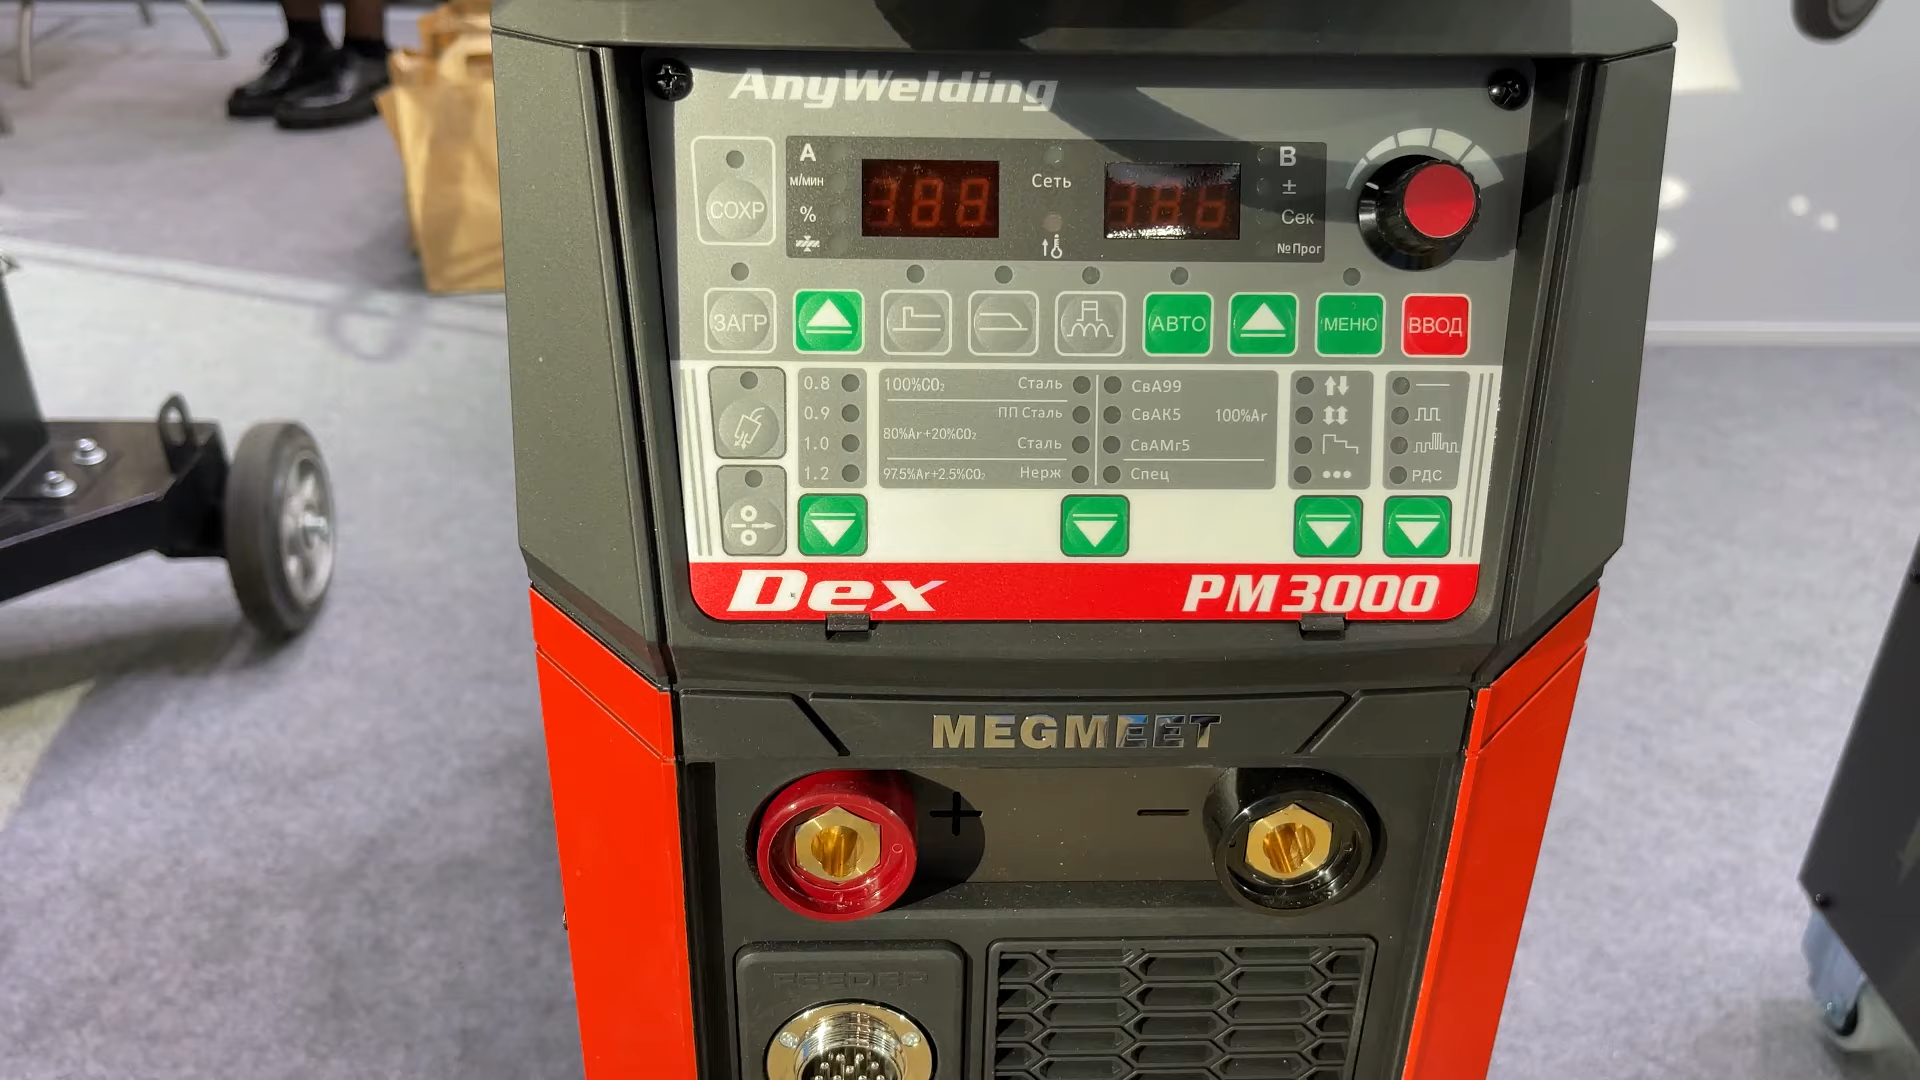 AnyWelding
A
м/мин
%
Сеть
В
±
Сек
№Прог
СОХР
ЗАГР
АВТО
МЕНЮ
ВВОД
0.8
0.9
1.0
1.2
100%CO₂ Сталь
ПП Сталь
80%Ar+20%CO₂
Сталь
97.5%Ar+2.5%CO₂ Нерж
СвА99
СвАК5 100%Ar
СвАМг5
Спец
РДС
Dex PM3000
MEGMEET
+ −
FEEDER